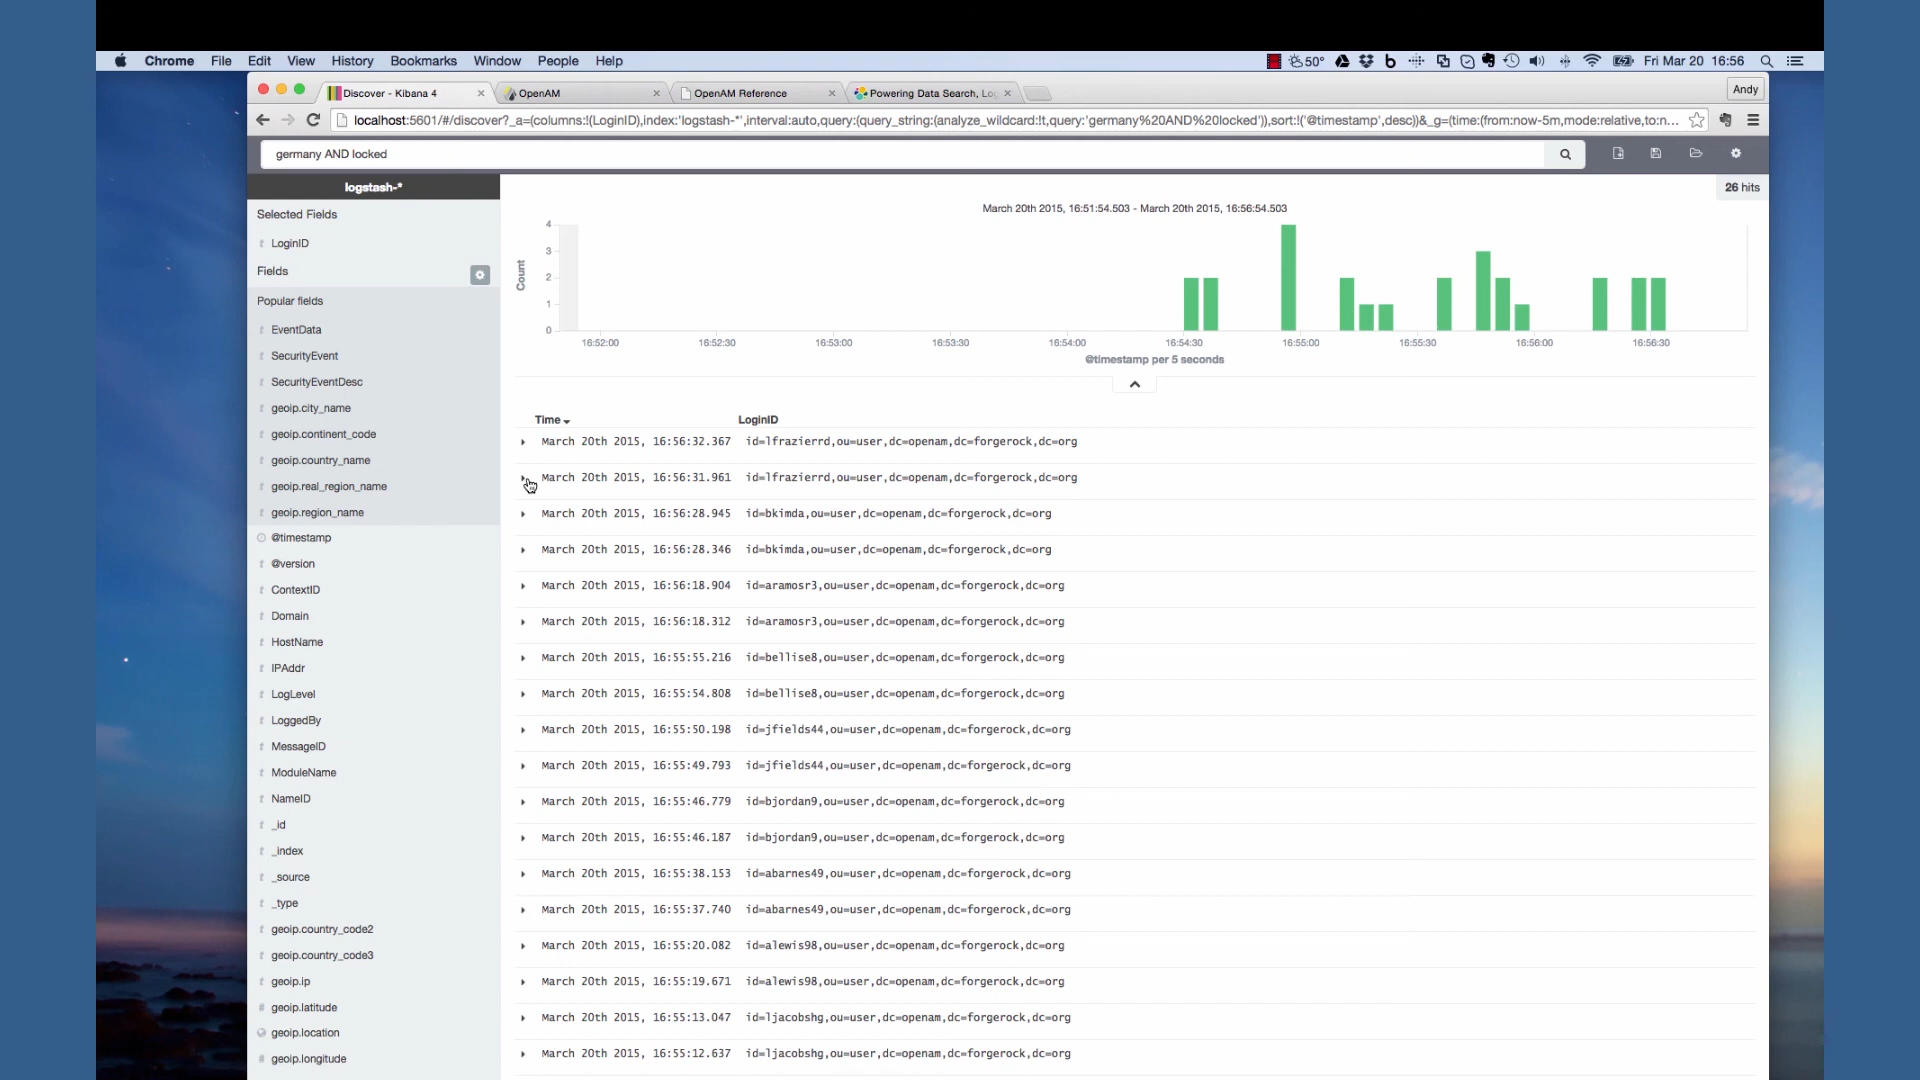 Chrome File Edit View History Bookmarks Window People Help 50° Fri Mar 20 16:56
Discover - Kibana 4 OpenAM OpenAM Reference Powering Data Search, Lo Andy
localhost:5601/#/discover?_a=(columns:!(LoginID),index:'logstash-*',interval:auto,query:(query_string:(analyze_wildcard:!t,query:'germany%20AND%20locked')),sort:!('@timestamp',desc))&_g=(time:(from:now-5m,mode:relative,to:n...
germany AND locked
logstash-*
26 hits
Selected Fields
LoginID
Fields
Popular fields
EventData
SecurityEvent
SecurityEventDesc
geoip.city_name
geoip.continent_code
geoip.country_name
geoip.real_region_name
geoip.region_name
@timestamp
@version
ContextID
Domain
HostName
IPAddr
LogLevel
LoggedBy
MessageID
ModuleName
NameID
_id
_index
_source
_type
geoip.country_code2
geoip.country_code3
geoip.ip
geoip.latitude
geoip.location
geoip.longitude
March 20th 2015, 16:51:54.503 - March 20th 2015, 16:56:54.503
Count
4
3
2
1
0
16:52:00 16:52:30 16:53:00 16:53:30 16:54:00 16:54:30 16:55:00 16:55:30 16:56:00 16:56:30
@timestamp per 5 seconds
Time LoginID
March 20th 2015, 16:56:32.367 id=lfrazierrd,ou=user,dc=openam,dc=forgerock,dc=org
March 20th 2015, 16:56:31.961 id=lfrazierrd,ou=user,dc=openam,dc=forgerock,dc=org
March 20th 2015, 16:56:28.945 id=bkimda,ou=user,dc=openam,dc=forgerock,dc=org
March 20th 2015, 16:56:28.346 id=bkimda,ou=user,dc=openam,dc=forgerock,dc=org
March 20th 2015, 16:56:18.904 id=aramosr3,ou=user,dc=openam,dc=forgerock,dc=org
March 20th 2015, 16:56:18.312 id=aramosr3,ou=user,dc=openam,dc=forgerock,dc=org
March 20th 2015, 16:55:55.216 id=bellise8,ou=user,dc=openam,dc=forgerock,dc=org
March 20th 2015, 16:55:54.808 id=bellise8,ou=user,dc=openam,dc=forgerock,dc=org
March 20th 2015, 16:55:50.198 id=jfields44,ou=user,dc=openam,dc=forgerock,dc=org
March 20th 2015, 16:55:49.793 id=jfields44,ou=user,dc=openam,dc=forgerock,dc=org
March 20th 2015, 16:55:46.779 id=bjordan9,ou=user,dc=openam,dc=forgerock,dc=org
March 20th 2015, 16:55:46.187 id=bjordan9,ou=user,dc=openam,dc=forgerock,dc=org
March 20th 2015, 16:55:38.153 id=abarnes49,ou=user,dc=openam,dc=forgerock,dc=org
March 20th 2015, 16:55:37.740 id=abarnes49,ou=user,dc=openam,dc=forgerock,dc=org
March 20th 2015, 16:55:20.082 id=alewis98,ou=user,dc=openam,dc=forgerock,dc=org
March 20th 2015, 16:55:19.671 id=alewis98,ou=user,dc=openam,dc=forgerock,dc=org
March 20th 2015, 16:55:13.047 id=ljacobshg,ou=user,dc=openam,dc=forgerock,dc=org
March 20th 2015, 16:55:12.637 id=ljacobshg,ou=user,dc=openam,dc=forgerock,dc=org